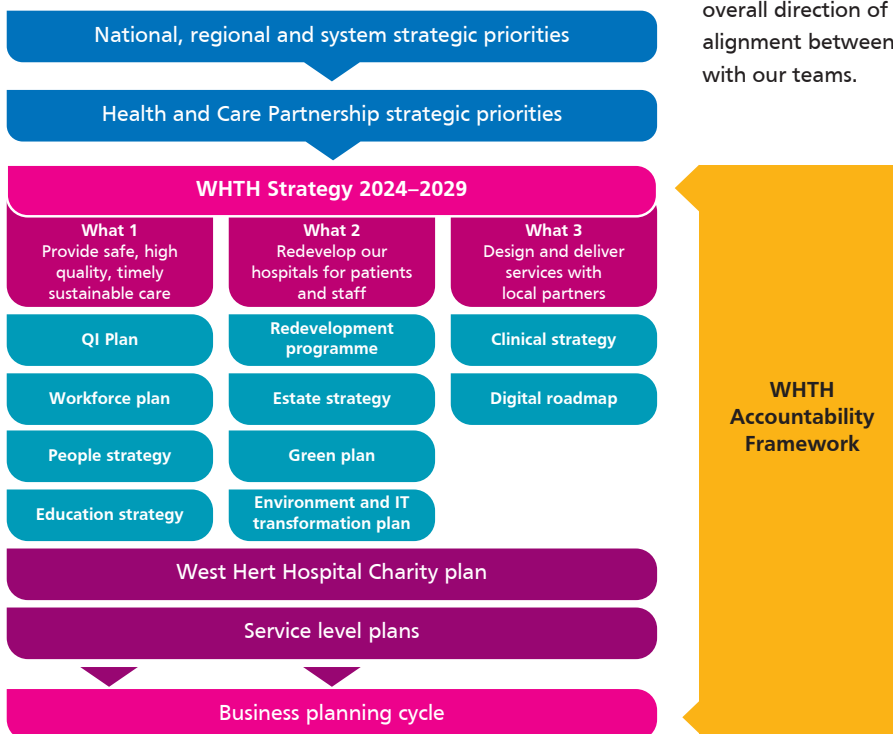 overall direction of
alignment between
with our teams.
National, regional and system strategic priorities
Health and Care Partnership strategic priorities
WHTH Strategy 2024–2029
What 1
Provide safe, high
quality, timely
sustainable care
What 2
Redevelop our
hospitals for patients
and staff
What 3
Design and deliver
services with
local partners
QI Plan
Workforce plan
People strategy
Education strategy
Redevelopment
programme
Estate strategy
Green plan
Environment and IT
transformation plan
Clinical strategy
Digital roadmap
West Hert Hospital Charity plan
Service level plans
Business planning cycle
WHTH
Accountability
Framework